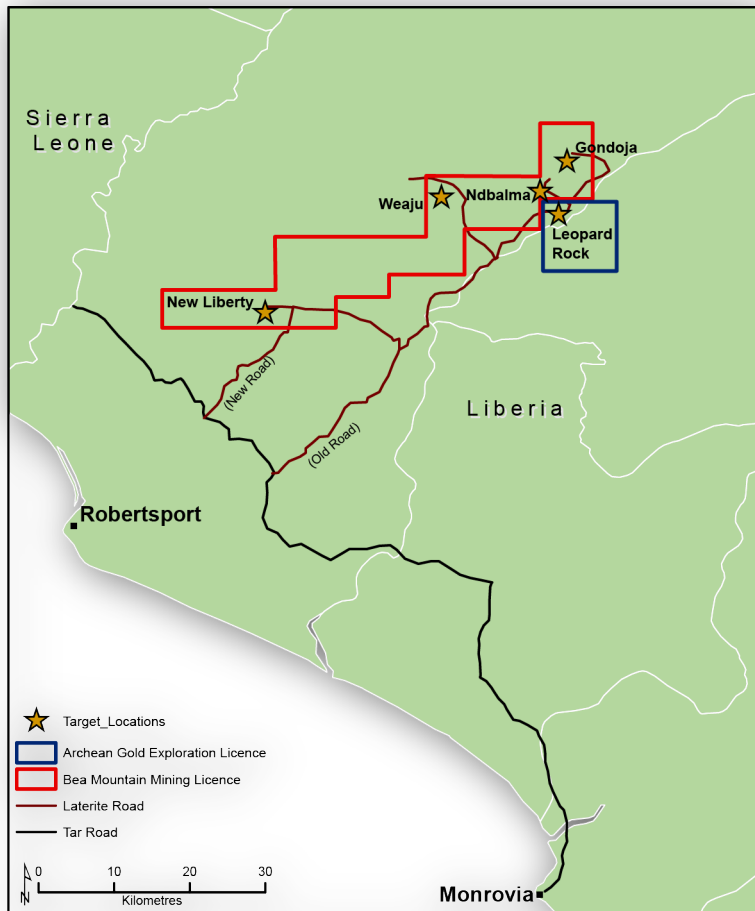 Sierra
Leone
Gondoja
Ndbalma
Weaju
Leopard
Rock
New Liberty
(New Road)
(Old Road)
Liberia
Robertsport
Target_Locations
Archean Gold Exploration Licence
Bea Mountain Mining Licence
Laterite Road
Tar Road
N
0 10 20 30
Kilometres
Monrovia